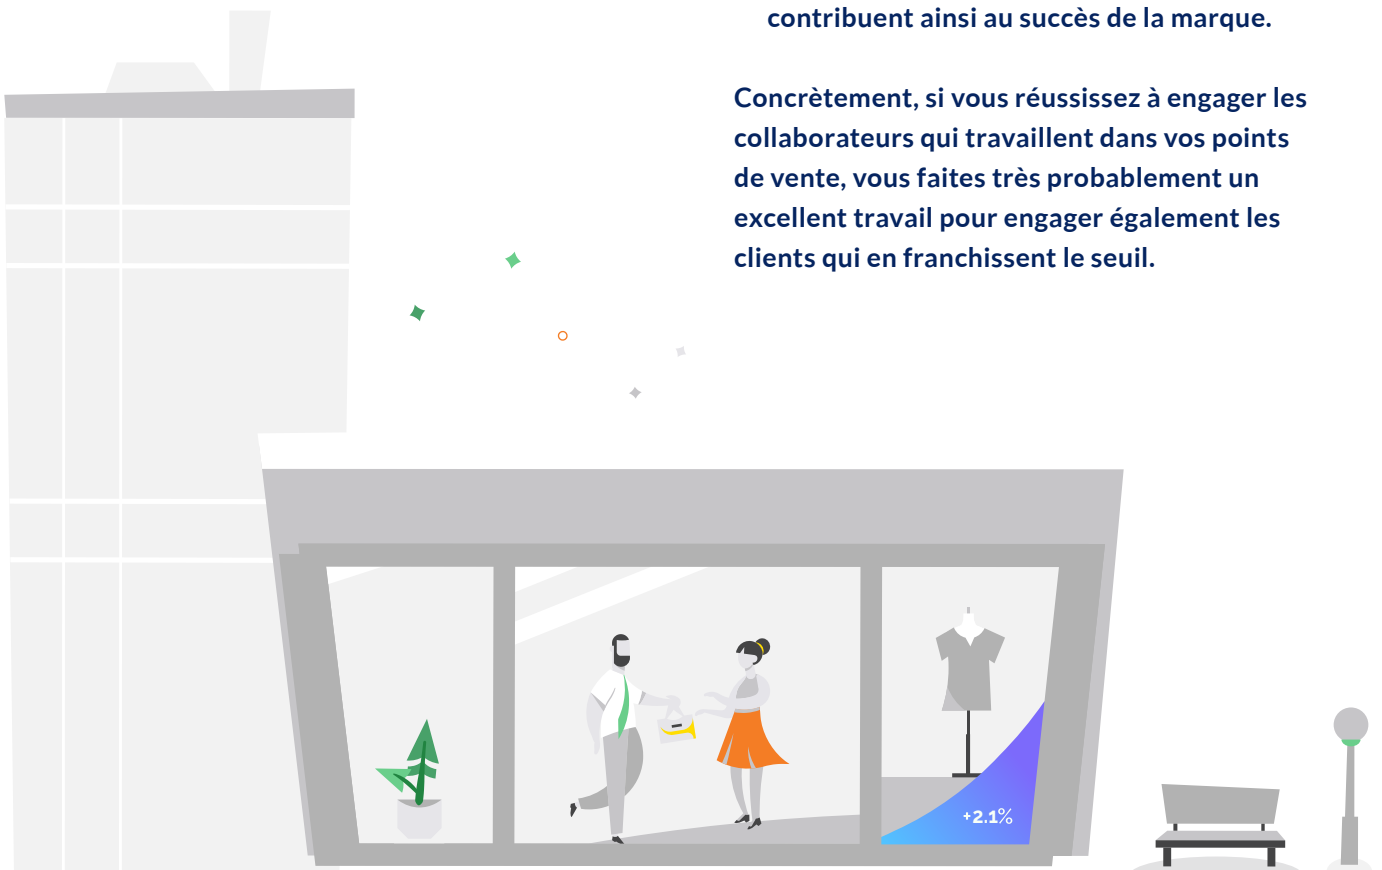 contribuent ainsi au succès de la marque.
Concrètement, si vous réussissez à engager les
collaborateurs qui travaillent dans vos points
de vente, vous faites très probablement un
excellent travail pour engager également les
clients qui en franchissent le seuil.
+2.1%